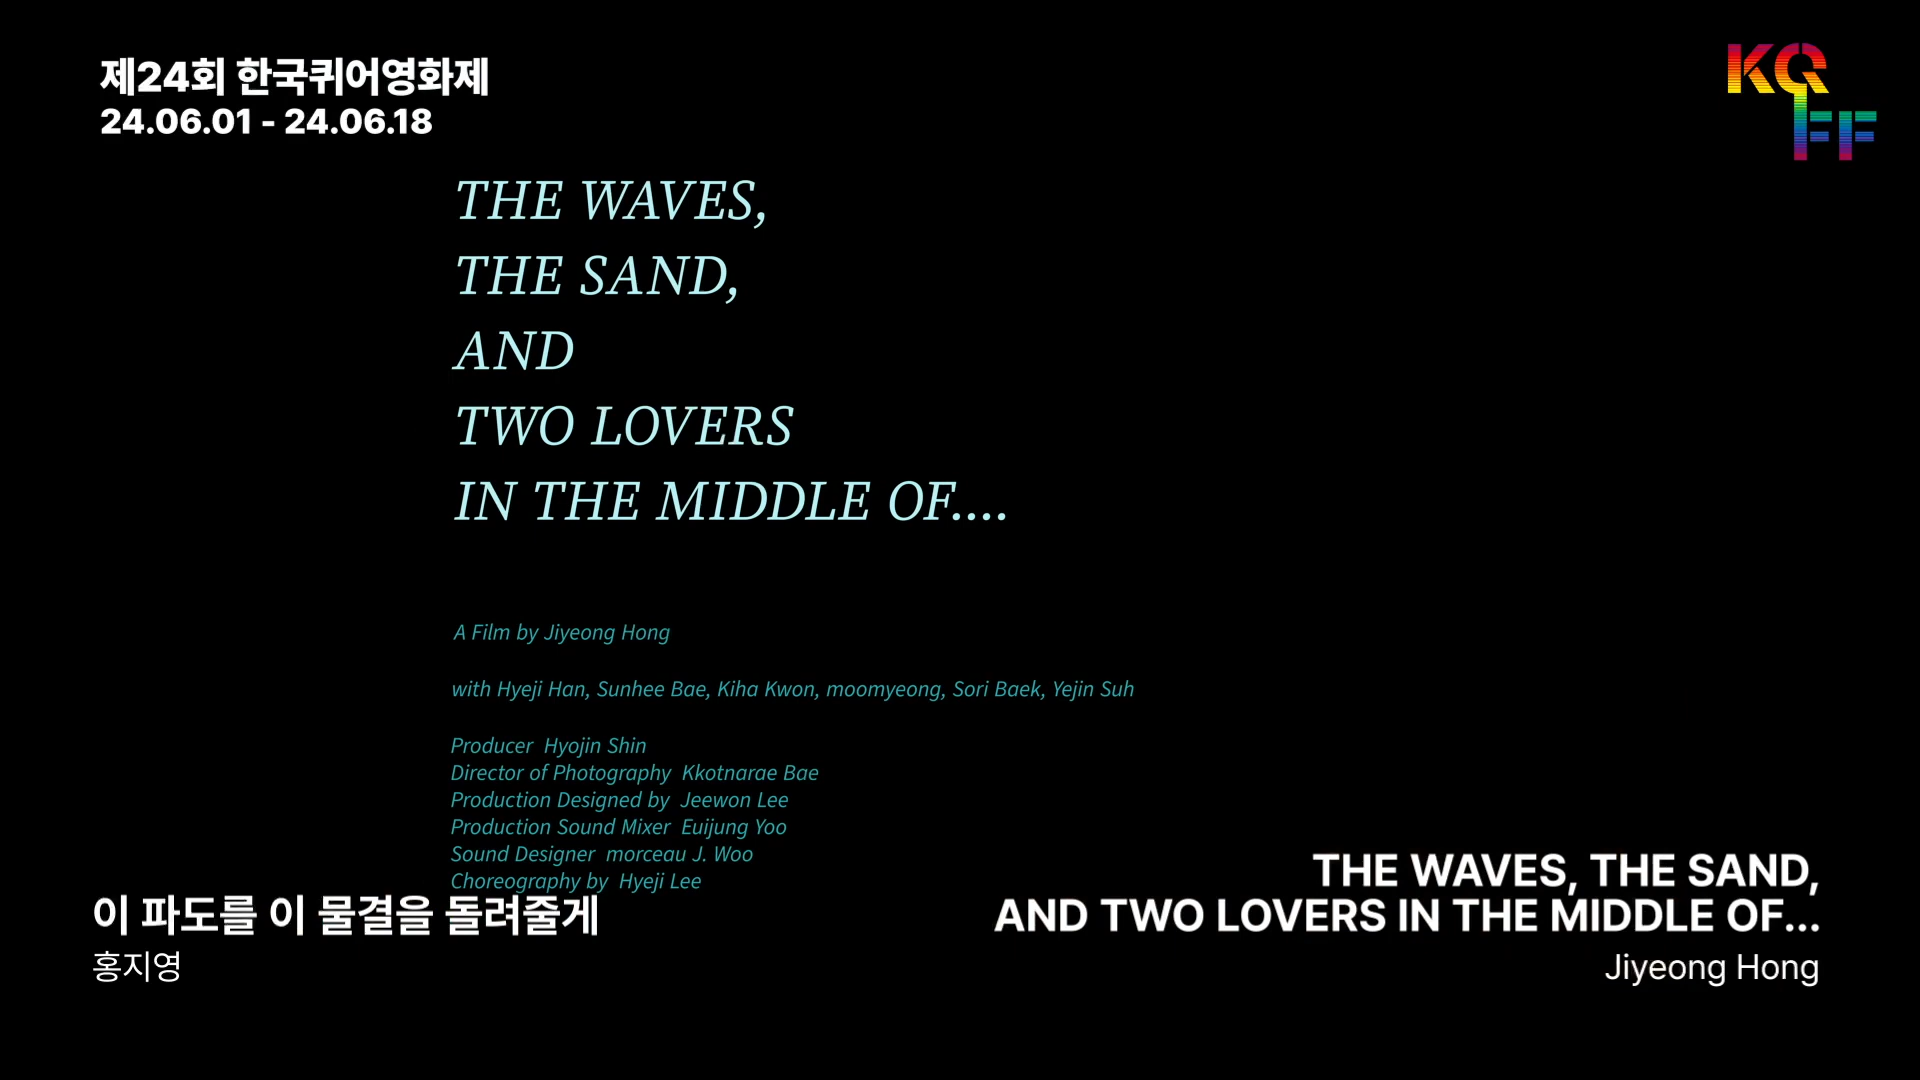 제24회 한국퀴어영화제
24.06.01 - 24.06.18
KQ
FF
THE WAVES,
THE SAND,
AND
TWO LOVERS
IN THE MIDDLE OF....
A Film by Jiyeong Hong
with Hyeji Han, Sunhee Bae, Kiha Kwon, moomyeong, Sori Baek, Yejin Suh
Producer  Hyojin Shin
Director of Photography  Kkotnarae Bae
Production Designed by  Jeewon Lee
Production Sound Mixer  Euijung Yoo
Sound Designer  morceau J. Woo
Choreography by  Hyeji Lee
이 파도를 이 물결을 돌려줄게
홍지영
THE WAVES, THE SAND,
AND TWO LOVERS IN THE MIDDLE OF...
Jiyeong Hong